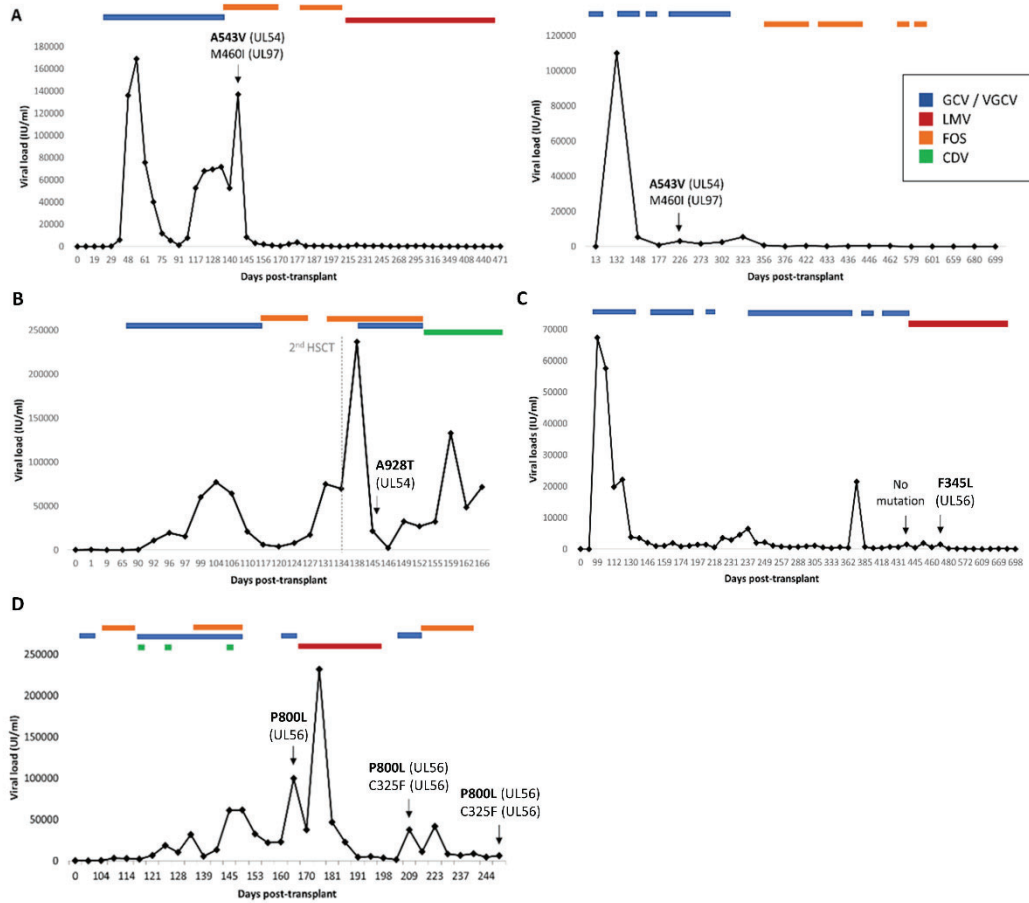 A
A543V (UL54)
M460I (UL97)
Viral load (IU/ml)
180000
160000
140000
120000
100000
80000
60000
40000
20000
0
0 19 29 48 61 75 91 117 128 140 145 156 177 197 215 231 245 268 295 316 349 408 440 471
Days post-transplant
Viral load (IU/ml)
120000
100000
80000
60000
40000
20000
0
A543V (UL54)
M460I (UL97)
13 132 148 177 226 273 302 323 356 422 433 436 446 462 579 601 659 680 699
Days post-transplant
GCV / VGCV
LMV
FOS
CDV
B
Viral load (IU/ml)
250000
200000
150000
100000
50000
0
2nd HSCT
A928T
(UL54)
0 1 9 65 90 92 96 97 99 104 106 110 117 119 124 127 131 134 138 145 146 149 152 155 159 162 166
Days post-transplant
C
Viral loads (IU/ml)
70000
60000
50000
40000
30000
20000
10000
0
No
mutation
F345L
(UL56)
0 99 112 130 146 159 176 197 218 231 237 249 257 288 305 333 362 385 418 431 445 460 480 572 609 669 698
Days post-transplant
D
Viral load (UI/ml)
250000
200000
150000
100000
50000
0
P800L
(UL56)
P800L (UL56)
C325F (UL56)
P800L (UL56)
C325F (UL56)
0 104 114 121 128 139 145 153 160 170 181 191 198 209 223 237 244
Days post-transplant